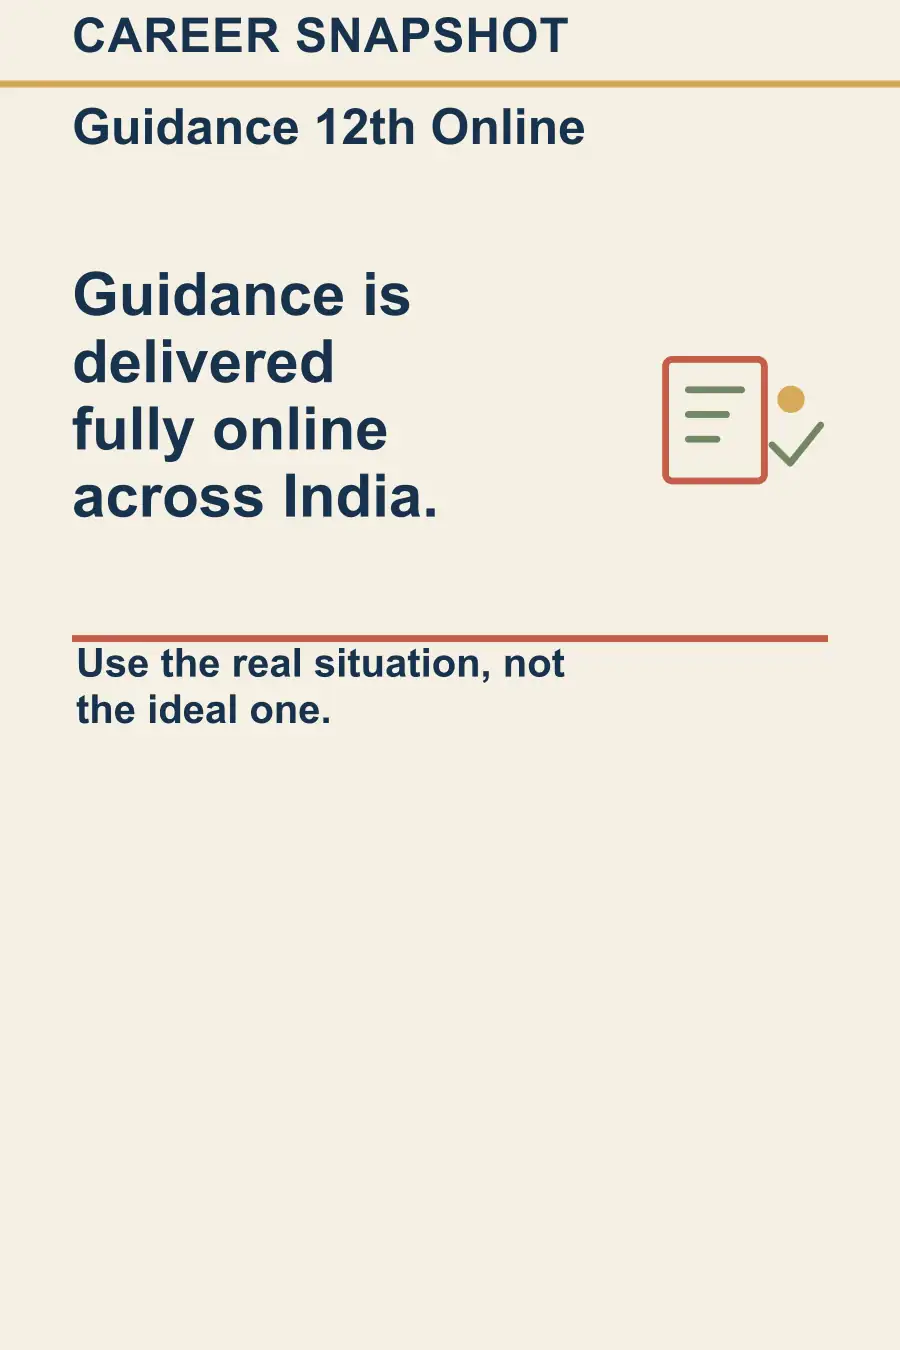 CAREER SNAPSHOT
Guidance 12th Online
Guidance is
delivered
fully online
across India.
Use the real situation, not
the ideal one.